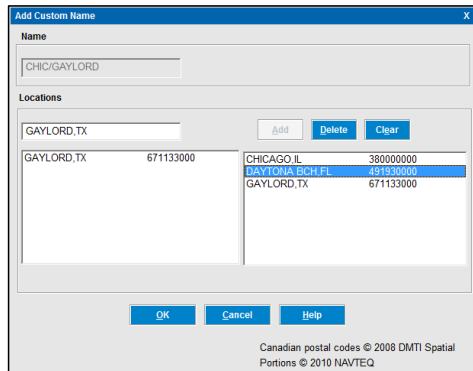 Add Custom Name X
Name
CHIC/GAYLORD
Locations
GAYLORD,TX Add Delete Clear
GAYLORD,TX 671133000
CHICAGO,IL 380000000
DAYTONA BCH,FL 491930000
GAYLORD,TX 671133000
OK Cancel Help
Canadian postal codes © 2008 DMTI Spatial
Portions © 2010 NAVTEQ